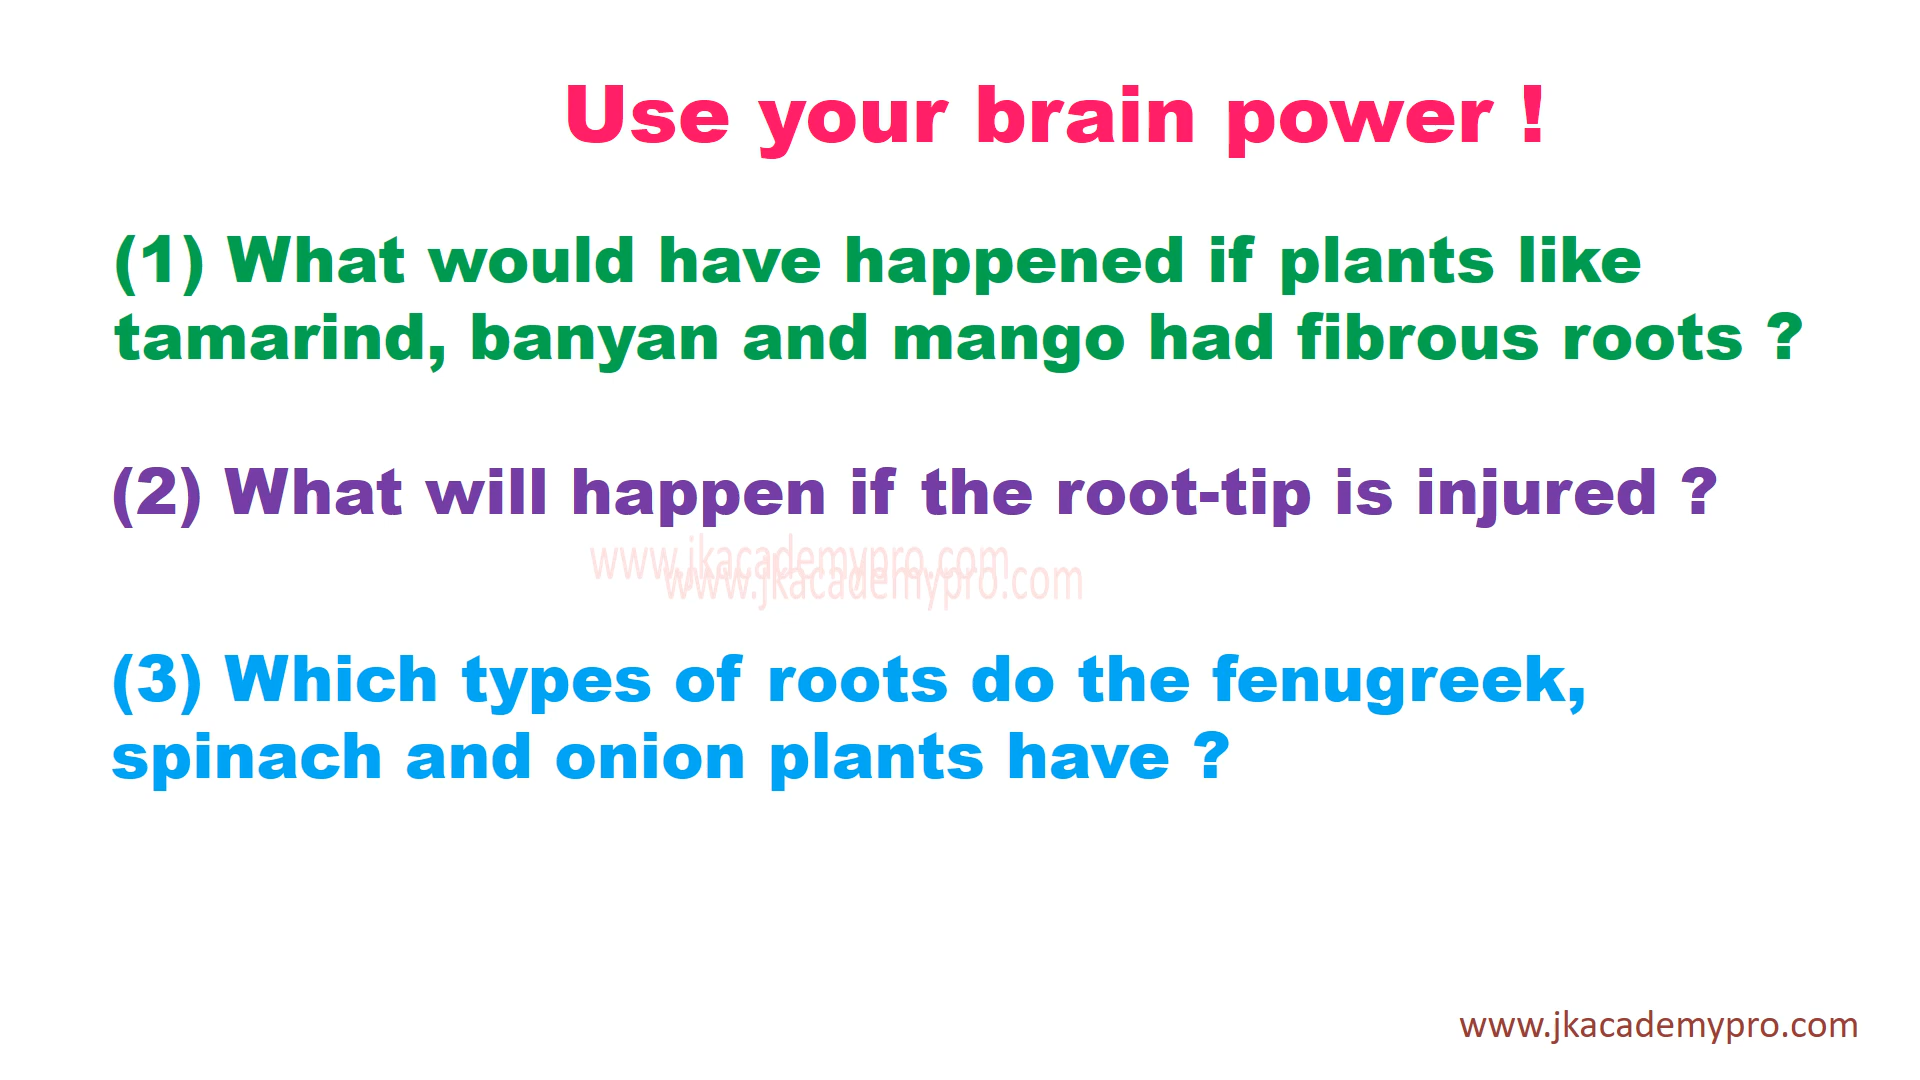 Use your brain power !
(1) What would have happened if plants like
tamarind, banyan and mango had fibrous roots ?
(2) What will happen if the root-tip is injured ?
www.jkacademypro.com
www.jkacademypro.com
(3) Which types of roots do the fenugreek,
spinach and onion plants have ?
www.jkacademypro.com